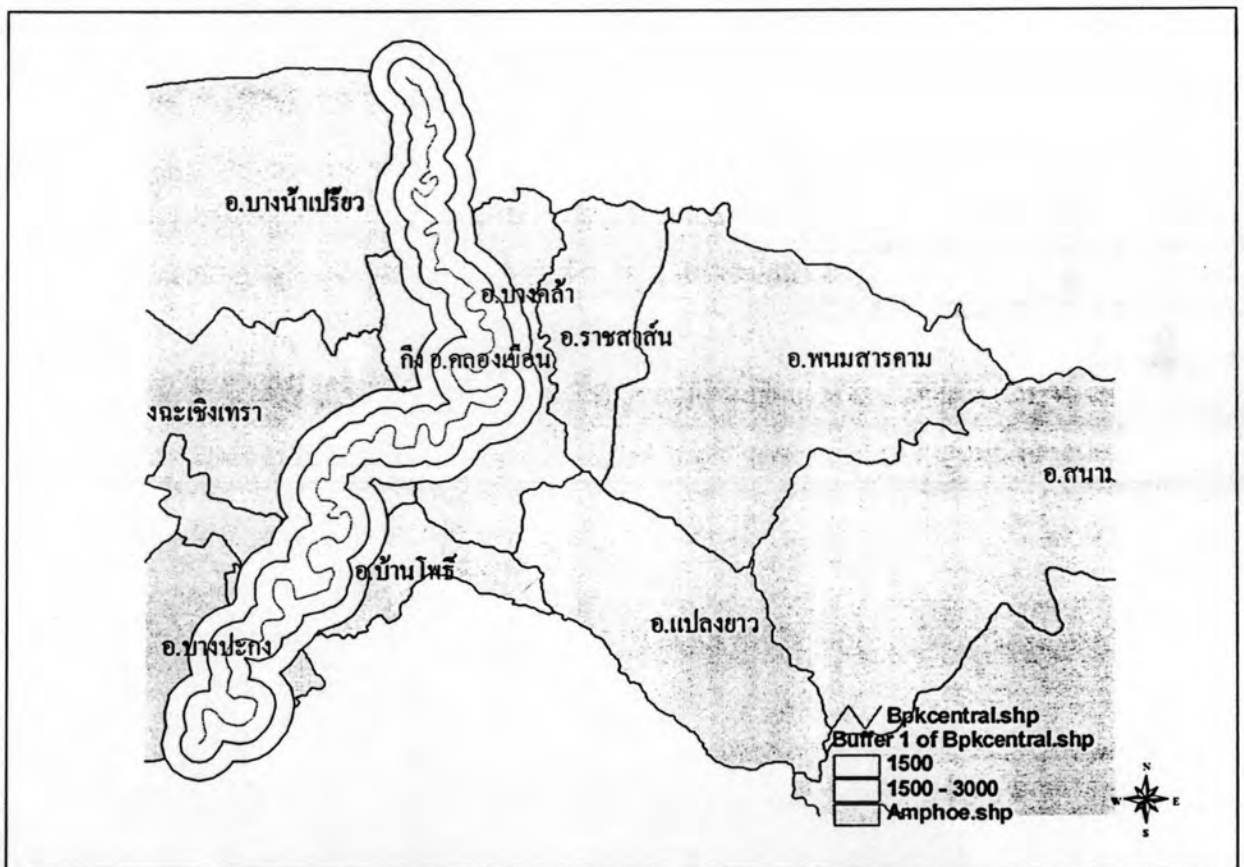 อ.บางน้ำเปรี้ยว
อ.บางคล้า
อ.ราชสาส์น
กิ่ง อ.คลองเขื่อน
อ.พนมสารคาม
งฉะเชิงเทรา
อ.สนาม
อ.บ้านโพธิ์
อ.แปลงยาว
อ.บางปะกง
Bpkcentral.shp
Buffer 1 of Bpkcentral.shp
1500
1500 - 3000
Amphoe.shp
N
W E
S